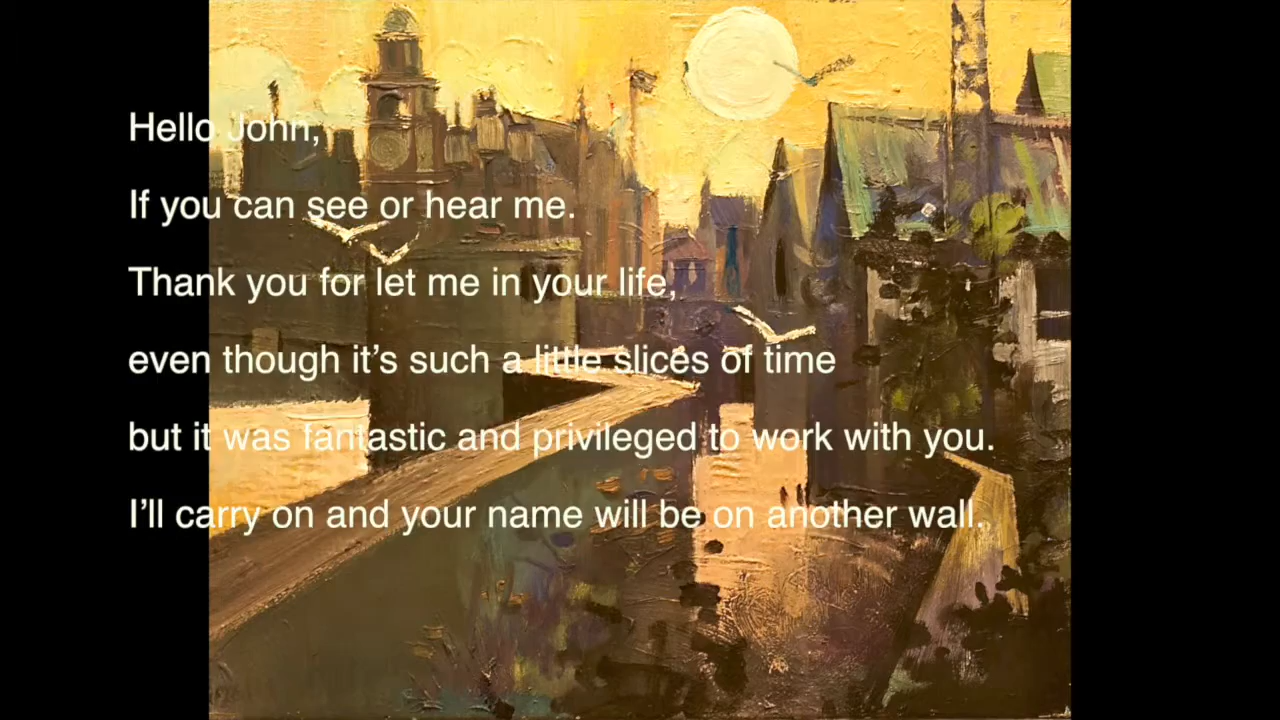 Hello John,
If you can see or hear me.
Thank you for let me in your life,
even though it’s such a little slices of time
but it was fantastic and privileged to work with you.
I’ll carry on and your name will be on another wall.